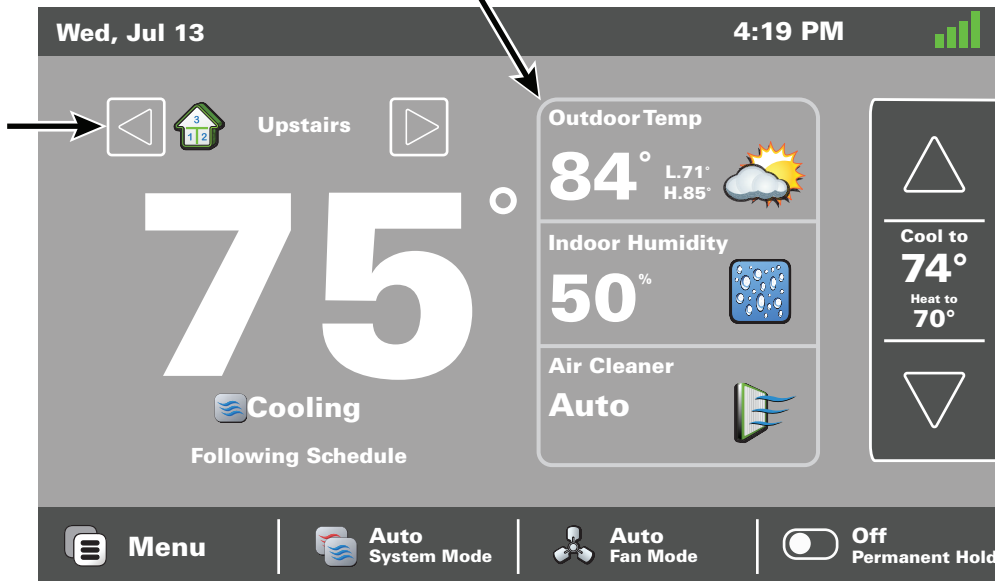 Wed, Jul 13
4:19 PM
3
1 2
Upstairs
75°
Cooling
Following Schedule
Outdoor Temp
84°
L.71°
H.85°
Indoor Humidity
50%
Air Cleaner
Auto
Cool to
74°
Heat to
70°
Menu
Auto
System Mode
Auto
Fan Mode
Off
Permanent Hold